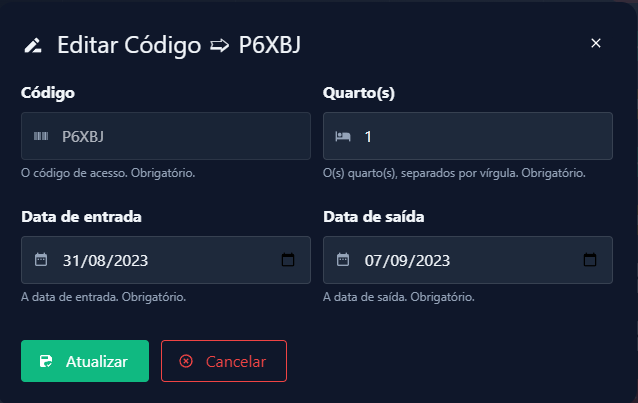 Editar Código ⇨ P6XBJ
Código
Quarto(s)
P6XBJ
1
O código de acesso. Obrigatório.
O(s) quarto(s), separados por vírgula. Obrigatório.
Data de entrada
Data de saída
31/08/2023
07/09/2023
A data de entrada. Obrigatório.
A data de saída. Obrigatório.
Atualizar
Cancelar